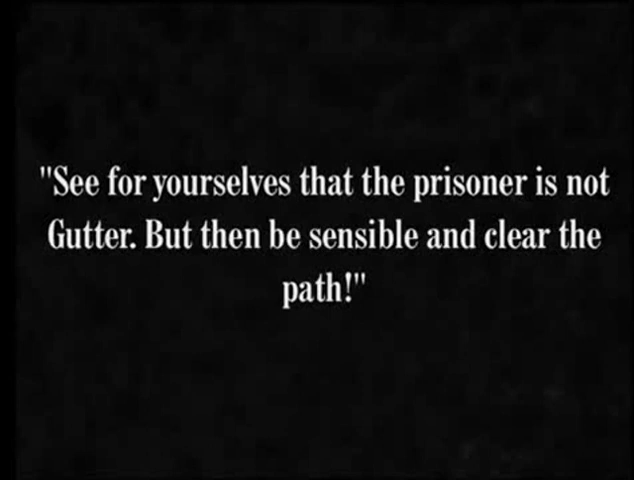 "See for yourselves that the prisoner is not
Gutter. But then be sensible and clear the
path!"